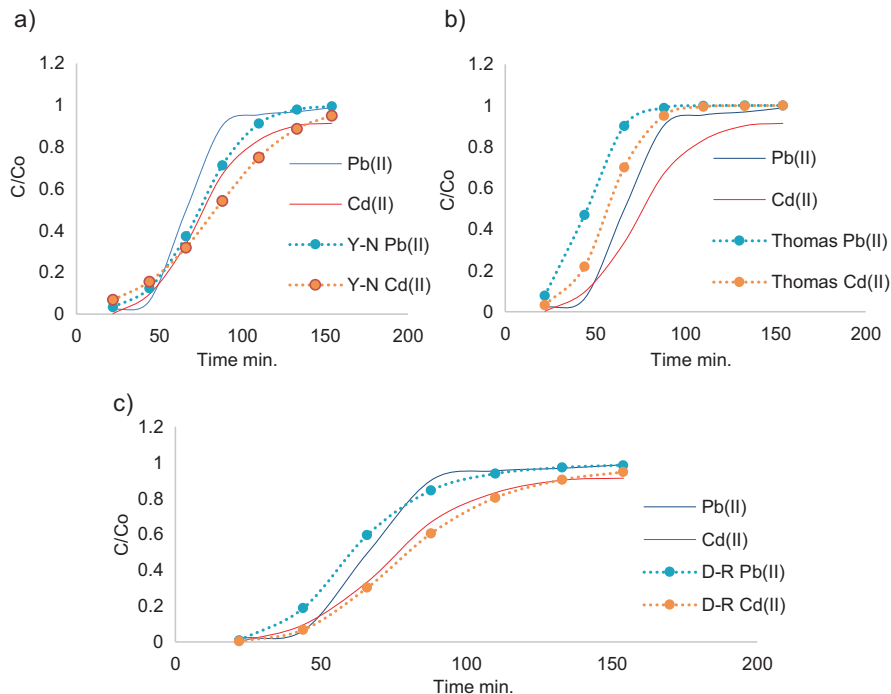 a)
1.2
1
0.8
0.6
0.4
0.2
0
C/Co
0 50 100 150 200
Time min.
Pb(II)
Cd(II)
Y-N Pb(II)
Y-N Cd(II)
b)
1.2
1
0.8
0.6
0.4
0.2
0
C/Co
0 50 100 150 200
Time min.
Pb(II)
Cd(II)
Thomas Pb(II)
Thomas Cd(II)
c)
1.2
1
0.8
0.6
0.4
0.2
0
C/Co
0 50 100 150 200
Time min.
Pb(II)
Cd(II)
D-R Pb(II)
D-R Cd(II)